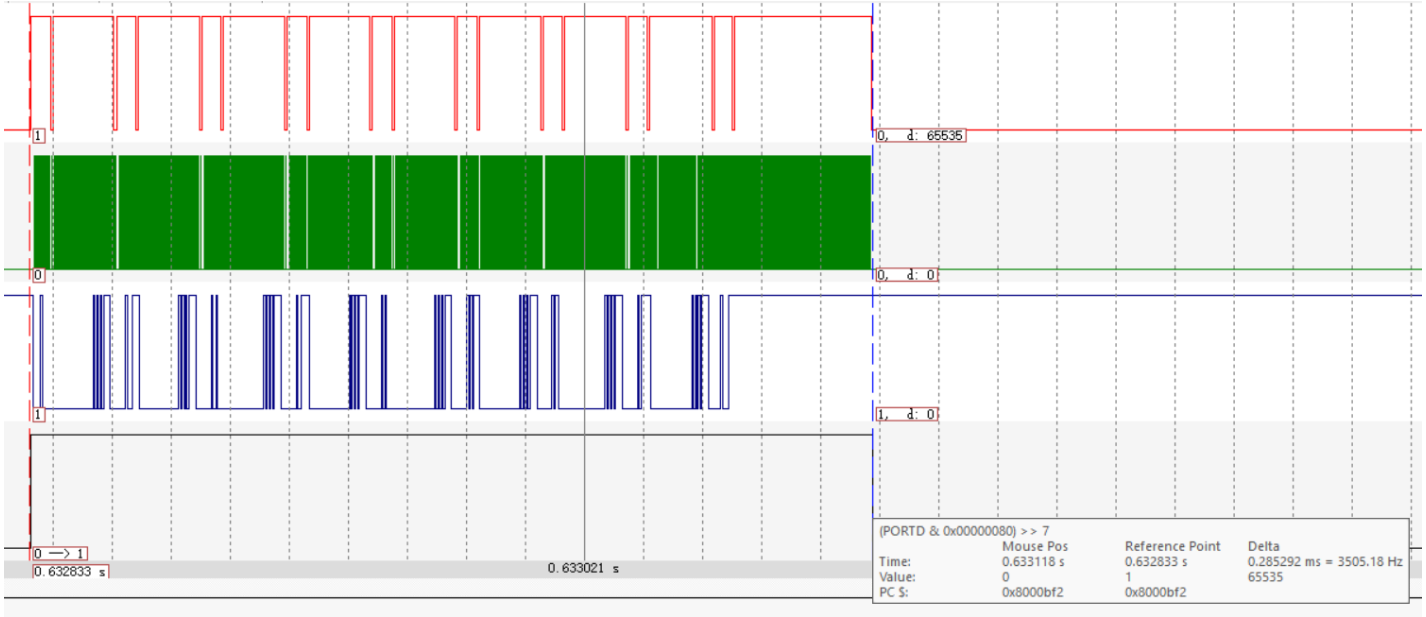 1
0, d: 65535
0
0, d: 0
1
1, d: 0
0 —> 1
0.632833 s
0.633021 s
(PORTD & 0x00000080) >> 7
Mouse Pos Reference Point Delta
Time: 0.633118 s 0.632833 s 0.285292 ms = 3505.18 Hz
Value: 0 1 65535
PC $: 0x8000bf2 0x8000bf2